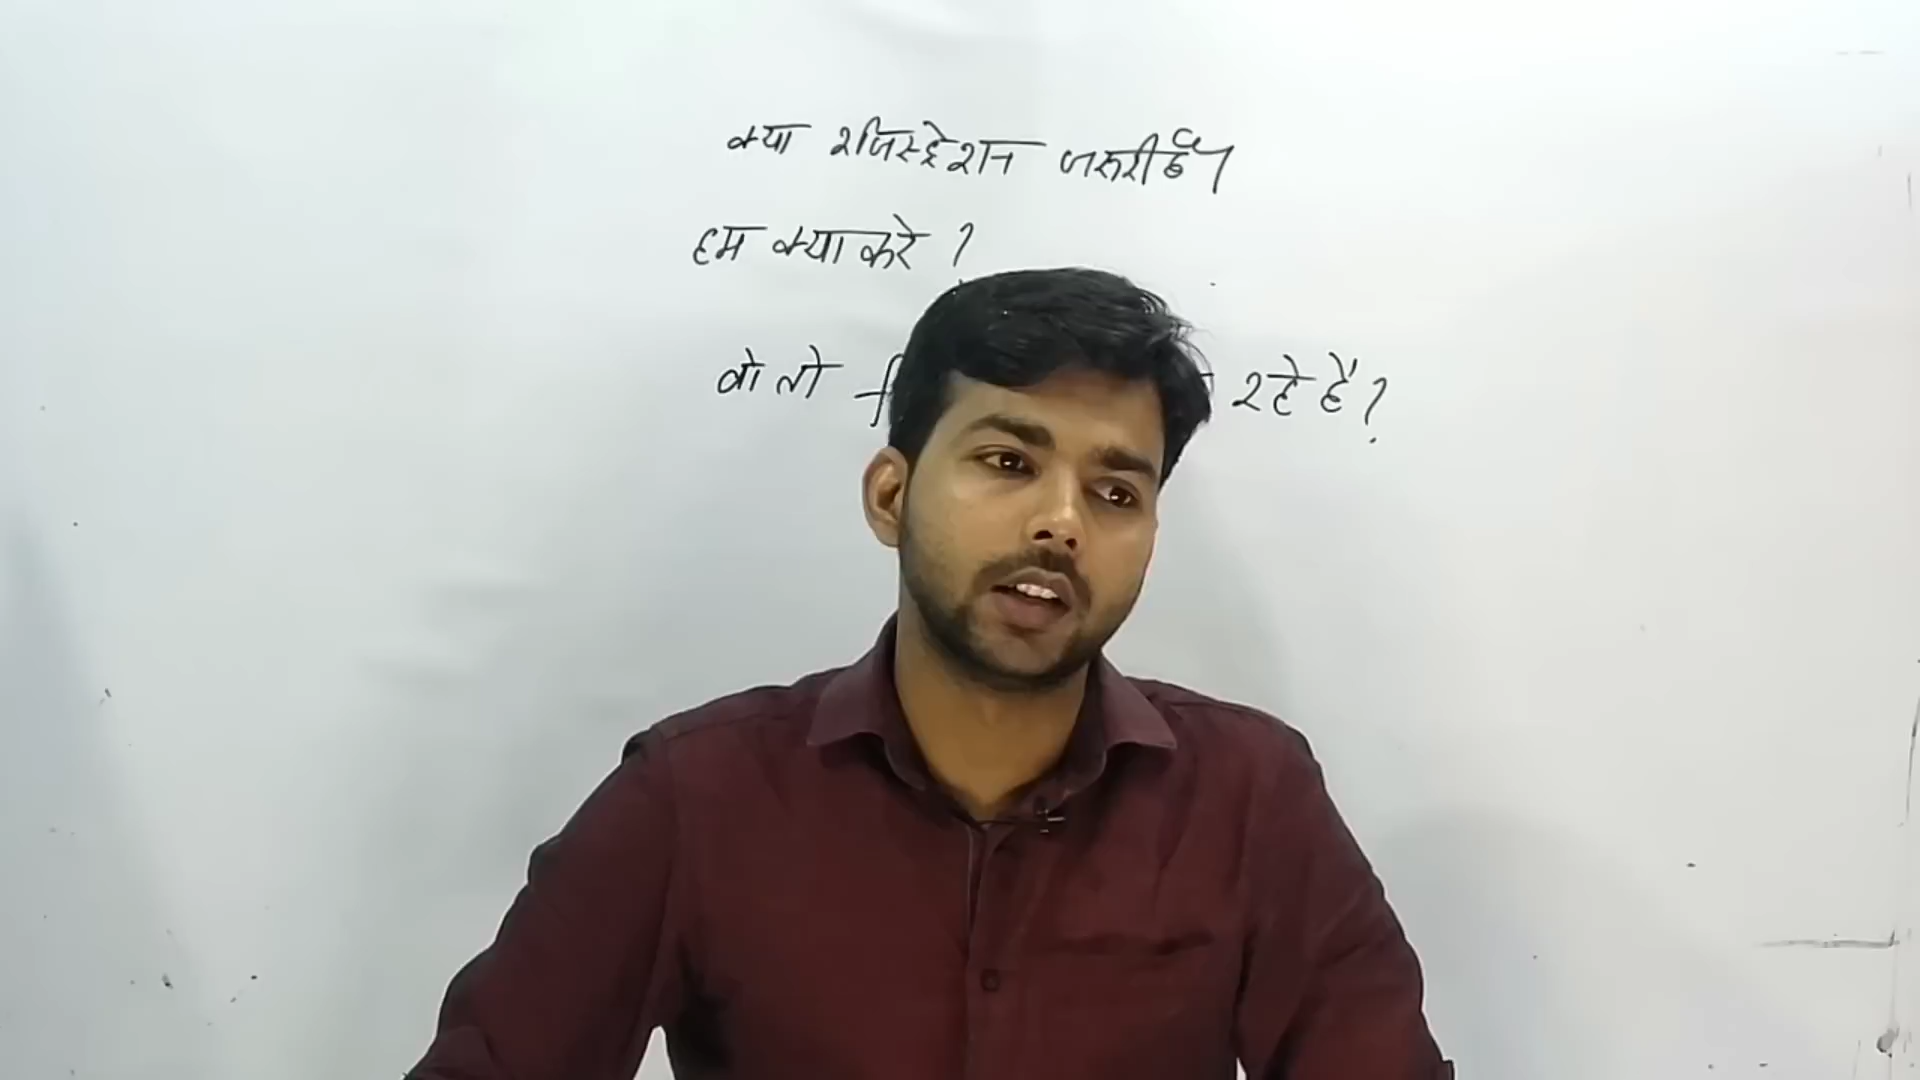 क्या रजिस्ट्रेशन जरूरी है।
हम क्या करे ?
वो तो रहे हैं ?